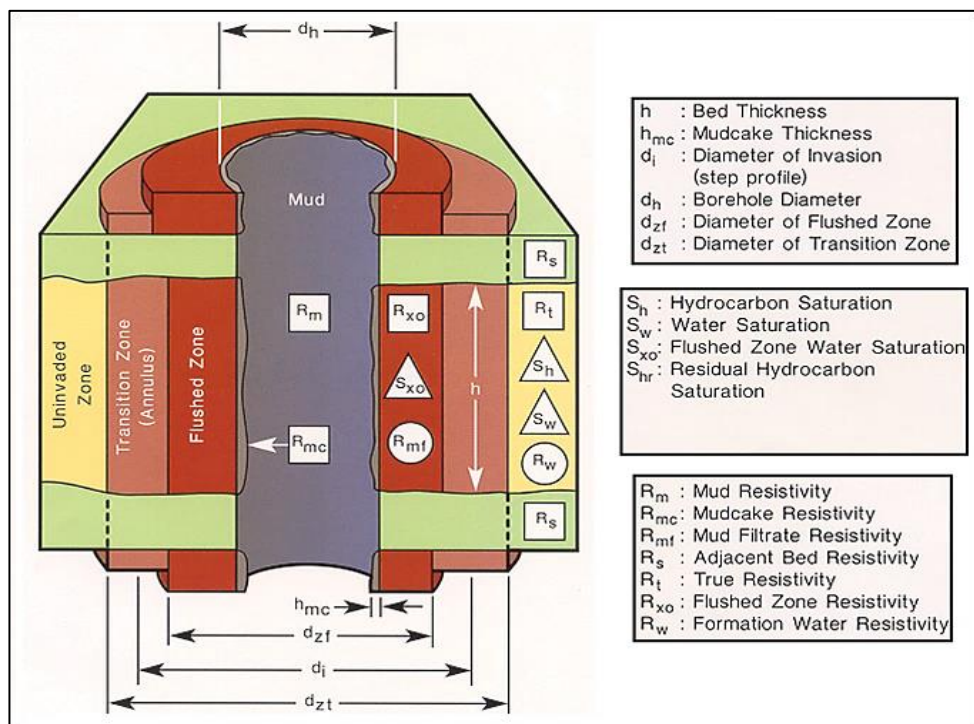 dh
Mud
Rs
Rm
Rxo
Rt
Sxo
h
Sh
Sw
Rmc
Rmf
Rw
Rs
Uninvaded
Zone
Transition Zone
(Annulus)
Flushed Zone
hmc
dzf
di
dzt
h : Bed Thickness
hmc : Mudcake Thickness
di : Diameter of Invasion
(step profile)
dh : Borehole Diameter
dzf : Diameter of Flushed Zone
dzt : Diameter of Transition Zone
Sh : Hydrocarbon Saturation
Sw : Water Saturation
Sxo : Flushed Zone Water Saturation
Shr : Residual Hydrocarbon
Saturation
Rm : Mud Resistivity
Rmc : Mudcake Resistivity
Rmf : Mud Filtrate Resistivity
Rs : Adjacent Bed Resistivity
Rt : True Resistivity
Rxo : Flushed Zone Resistivity
Rw : Formation Water Resistivity